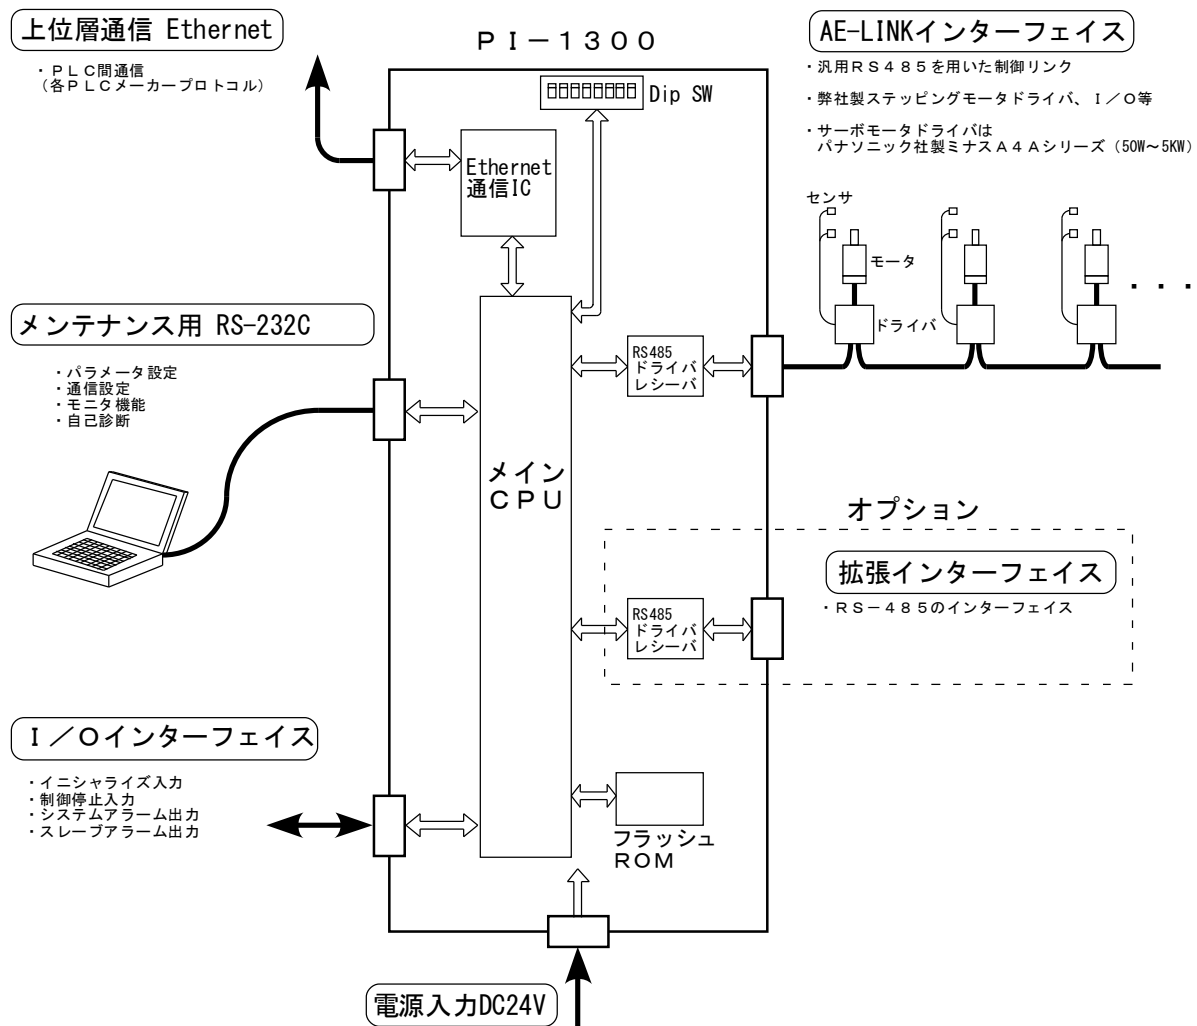 上位層通信 Ethernet
・ＰＬＣ間通信
（各ＰＬＣメーカープロトコル）
ＰＩ－１３００
Dip SW
Ethernet
通信IC
AE-LINKインターフェイス
・汎用ＲＳ４８５を用いた制御リンク
・弊社製ステッピングモータドライバ、Ｉ／Ｏ等
・サーボモータドライバは
パナソニック社製ミナスＡ４Ａシリーズ（50W～5KW）
センサ
モータ
ドライバ
・・・
メンテナンス用 RS-232C
・パラメータ設定
・通信設定
・モニタ機能
・自己診断
RS485
ドライバ
レシーバ
メイン
ＣＰＵ
オプション
拡張インターフェイス
・ＲＳ－４８５のインターフェイス
RS485
ドライバ
レシーバ
Ｉ／Ｏインターフェイス
・イニシャライズ入力
・制御停止入力
・システムアラーム出力
・スレーブアラーム出力
フラッシュ
ＲＯＭ
電源入力DC24V